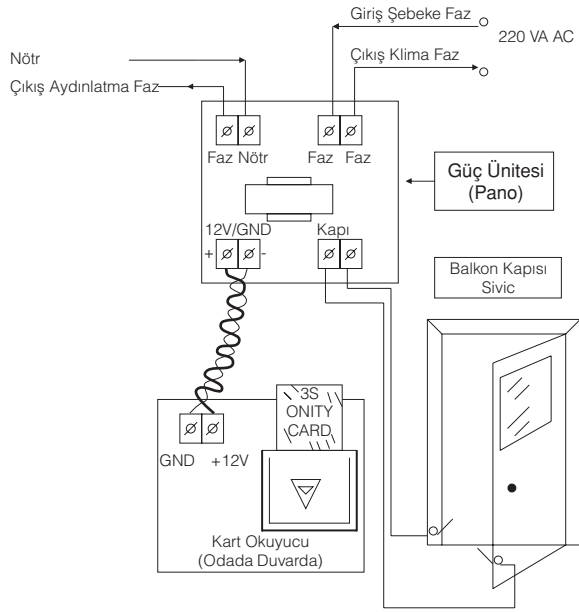 Giriş Şebeke Faz
220 VA AC
Nötr
Çıkış Klima Faz
Çıkış Aydınlatma Faz
Faz Nötr
Faz Faz
Güç Ünitesi
(Pano)
12V/GND
+ -
Kapı
Balkon Kapısı
Sivic
3S
ONITY
CARD
GND +12V
Kart Okuyucu
(Odada Duvarda)